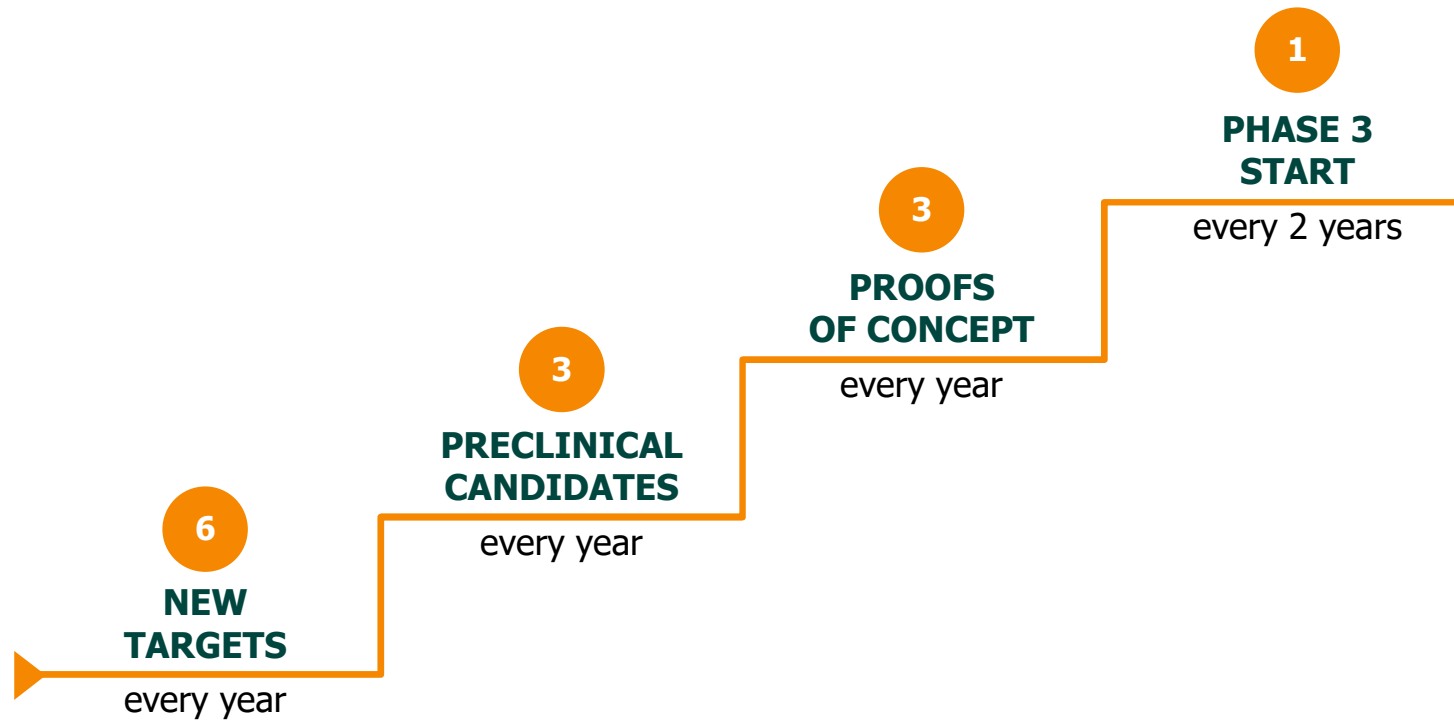 6
NEW
TARGETS
every year
3
PRECLINICAL
CANDIDATES
every year
3
PROOFS
OF CONCEPT
every year
1
PHASE 3
START
every 2 years